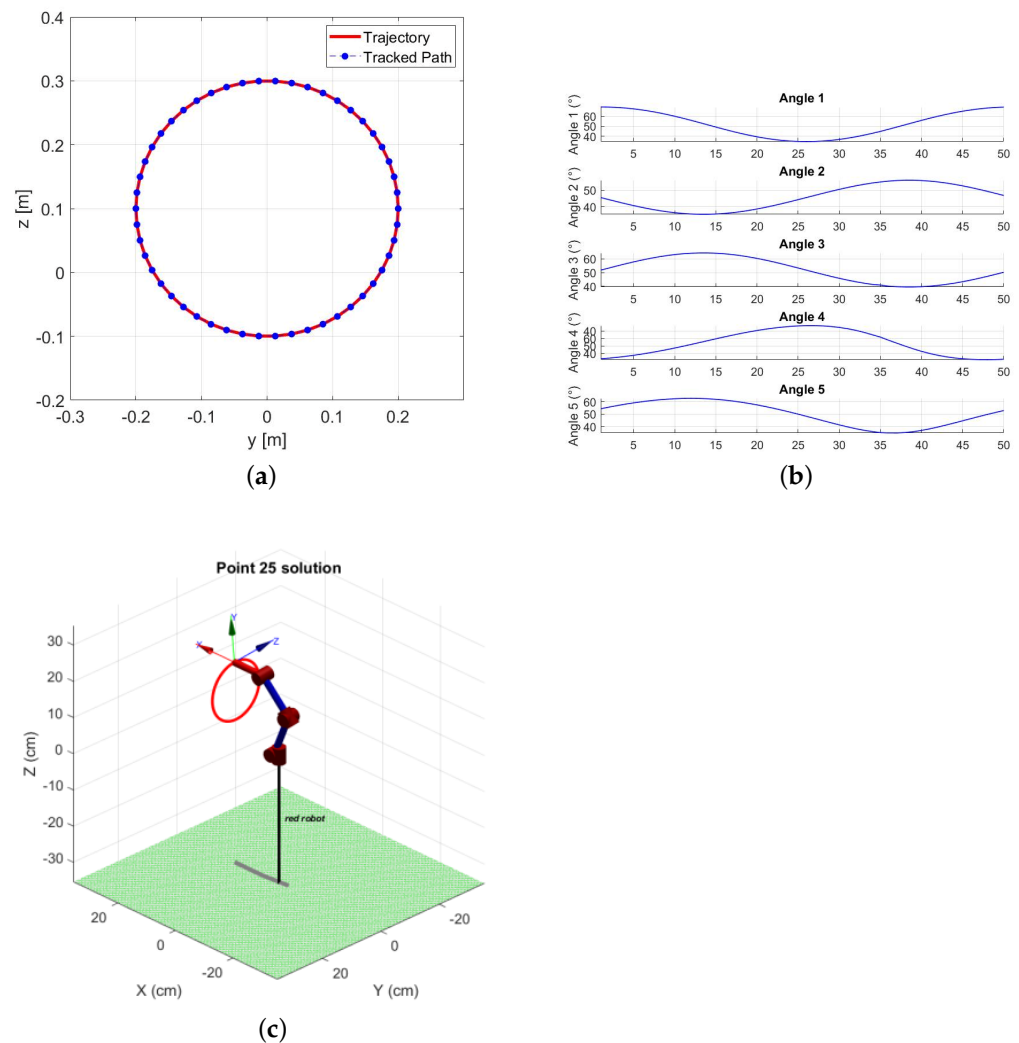 0.4
0.3
0.2
0.1
0
-0.1
-0.2
z [m]
-0.3 -0.2 -0.1 0 0.1 0.2
y [m]
Trajectory
Tracked Path
(a)
Angle 1
Angle 1 (°)
60
50
40
5 10 15 20 25 30 35 40 45 50
Angle 2
Angle 2 (°)
50
40
5 10 15 20 25 30 35 40 45 50
Angle 3
Angle 3 (°)
60
50
40
5 10 15 20 25 30 35 40 45 50
Angle 4
Angle 4 (°)
40
60
50
40
5 10 15 20 25 30 35 40 45 50
Angle 5
Angle 5 (°)
60
50
40
5 10 15 20 25 30 35 40 45 50
(b)
Point 25 solution
Y
X
Z
30
20
10
0
-10
-20
-30
Z (cm)
red robot
20
0
-20
X (cm)
20
0
-20
Y (cm)
(c)